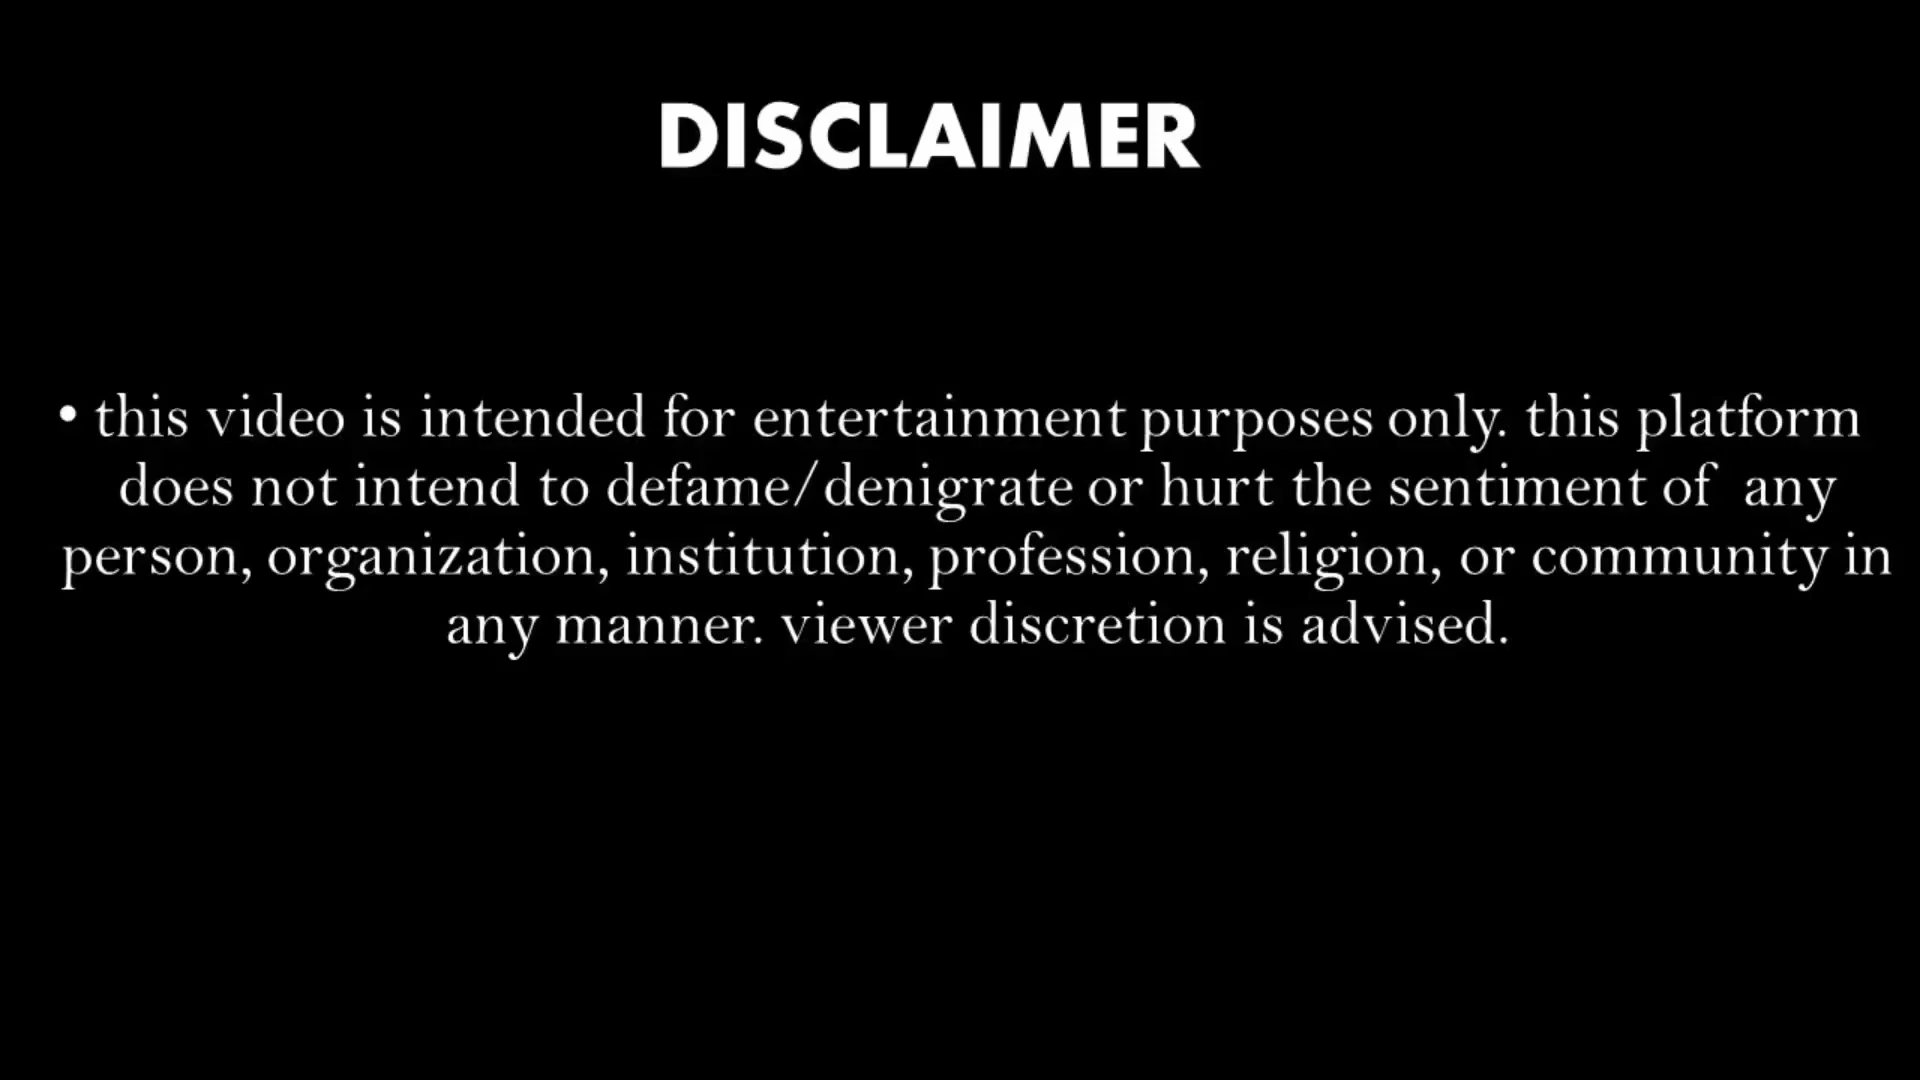 DISCLAIMER
• this video is intended for entertainment purposes only. this platform
does not intend to defame/denigrate or hurt the sentiment of any
person, organization, institution, profession, religion, or community in
any manner. viewer discretion is advised.